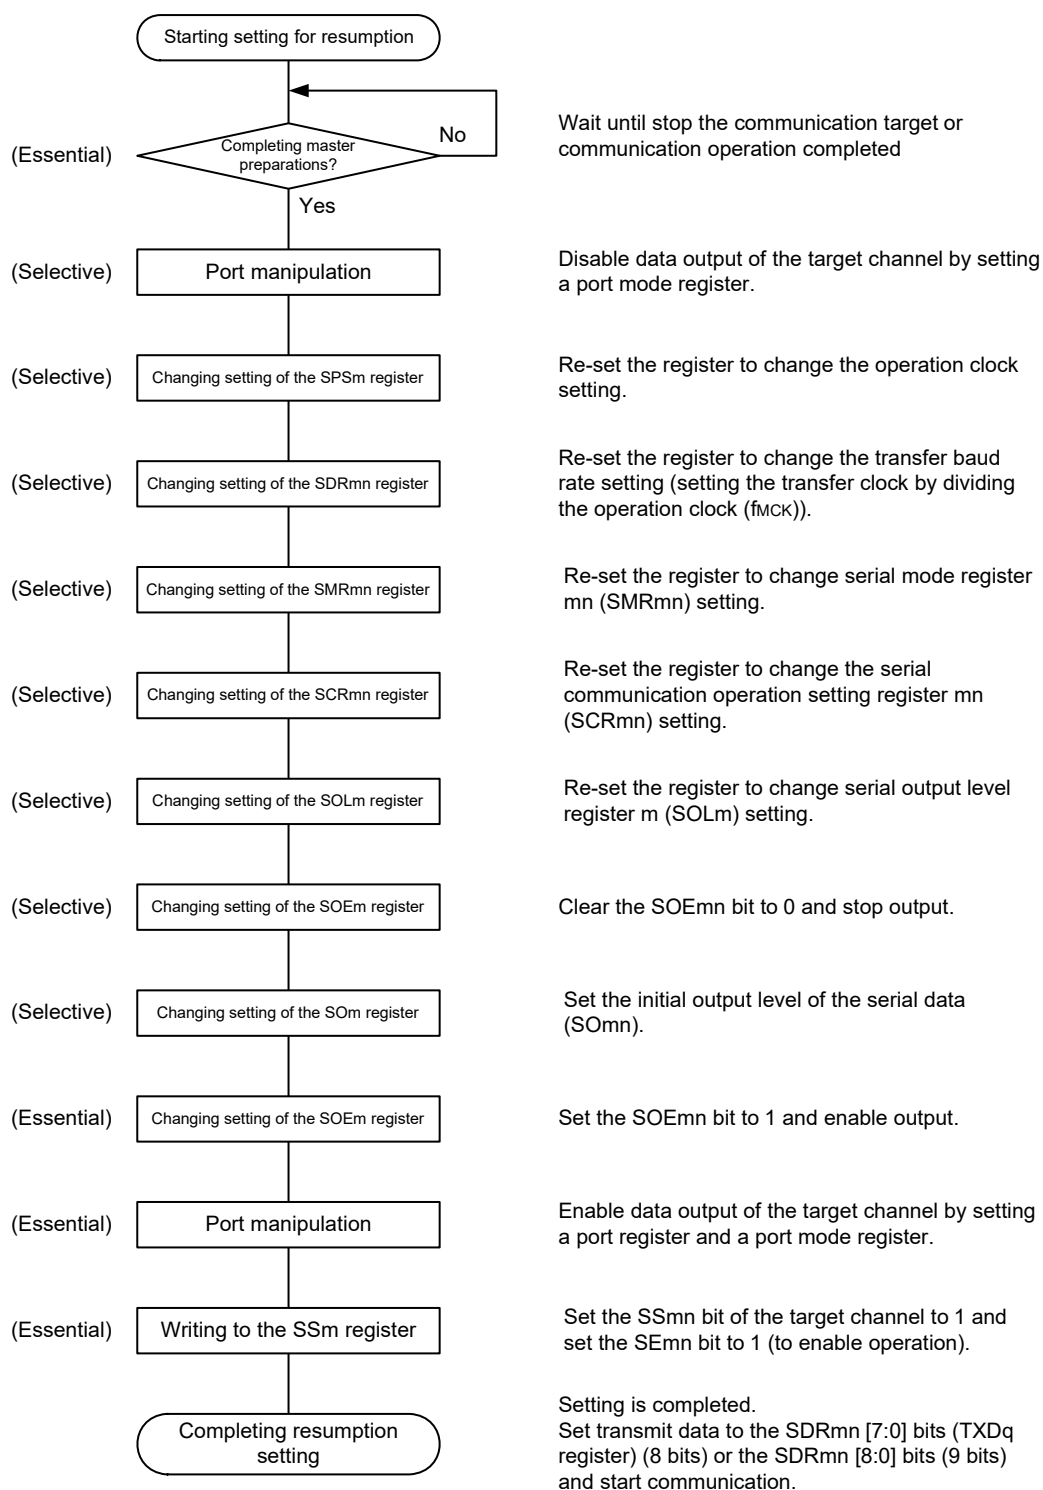 Starting setting for resumption
(Essential)
Completing master
preparations?
No
Yes
Wait until stop the communication target or
communication operation completed
(Selective)
Port manipulation
Disable data output of the target channel by setting
a port mode register.
(Selective)
Changing setting of the SPSm register
Re-set the register to change the operation clock
setting.
(Selective)
Changing setting of the SDRmn register
Re-set the register to change the transfer baud
rate setting (setting the transfer clock by dividing
the operation clock (fMCK)).
(Selective)
Changing setting of the SMRmn register
Re-set the register to change serial mode register
mn (SMRmn) setting.
(Selective)
Changing setting of the SCRmn register
Re-set the register to change the serial
communication operation setting register mn
(SCRmn) setting.
(Selective)
Changing setting of the SOLm register
Re-set the register to change serial output level
register m (SOLm) setting.
(Selective)
Changing setting of the SOEm register
Clear the SOEmn bit to 0 and stop output.
(Selective)
Changing setting of the SOm register
Set the initial output level of the serial data
(SOmn).
(Essential)
Changing setting of the SOEm register
Set the SOEmn bit to 1 and enable output.
(Essential)
Port manipulation
Enable data output of the target channel by setting
a port register and a port mode register.
(Essential)
Writing to the SSm register
Set the SSmn bit of the target channel to 1 and
set the SEmn bit to 1 (to enable operation).
Completing resumption
setting
Setting is completed.
Set transmit data to the SDRmn [7:0] bits (TXDq
register) (8 bits) or the SDRmn [8:0] bits (9 bits)
and start communication.